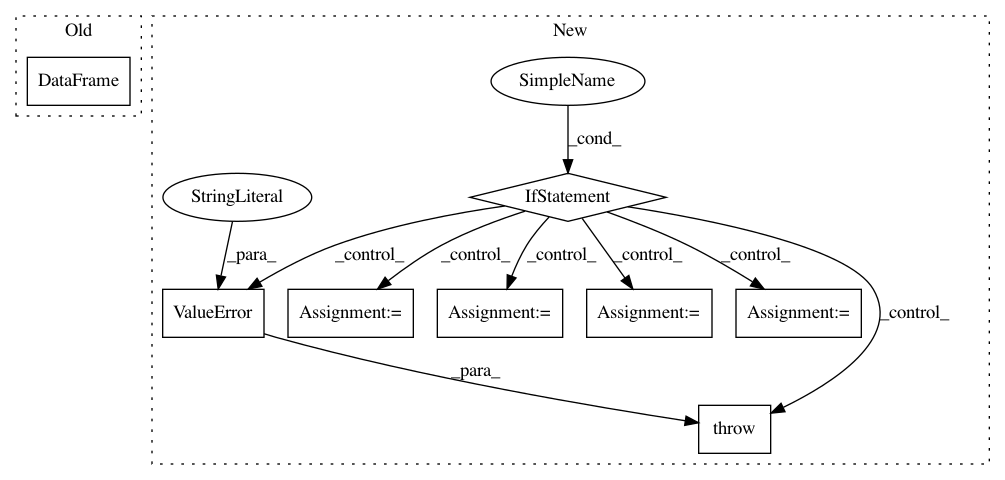 Old
New
DataFrame
SimpleName
_cond_
StringLiteral
IfStatement
_para_
_control_
_control_
_control_
_control_
_control_
_control_
ValueError
Assignment:=
Assignment:=
Assignment:=
Assignment:=
_para_
throw